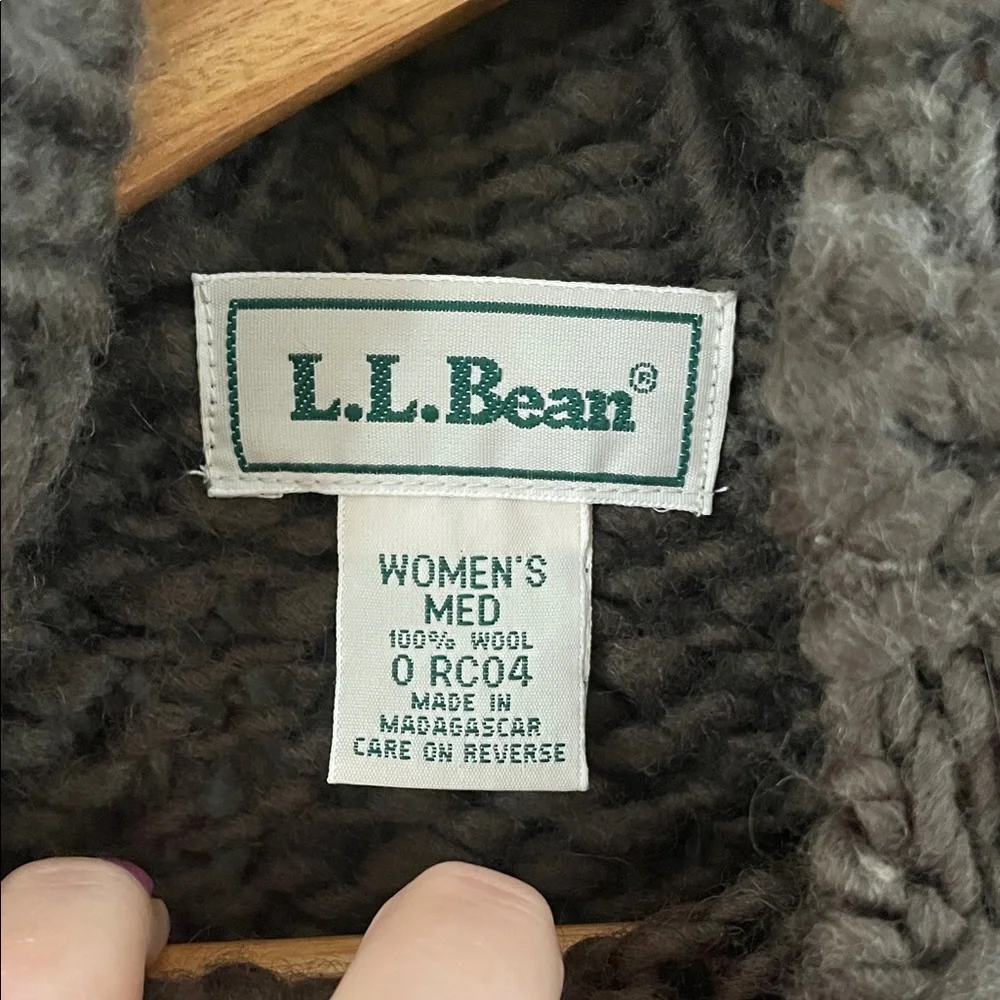 L.L.Bean®
WOMEN'S
MED
100% WOOL
0 RC04
MADE IN
MADAGASCAR
CARE ON REVERSE